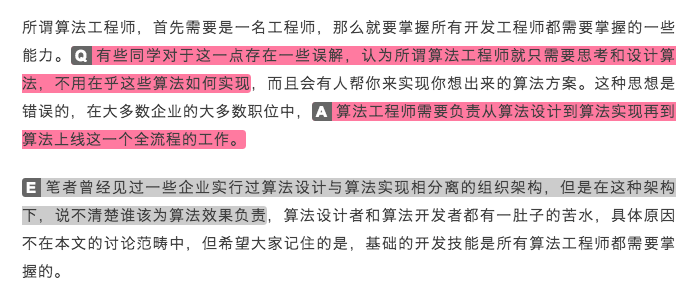 所谓算法工程师，首先需要是一名工程师，那么就要掌握所有开发工程师都需要掌握的一些
能力。Q 有些同学对于这一点存在一些误解，认为所谓算法工程师就只需要思考和设计算
法，不用在乎这些算法如何实现，而且会有人帮你来实现你想出来的算法方案。这种思想是
错误的，在大多数企业的大多数职位中，A 算法工程师需要负责从算法设计到算法实现再到
算法上线这一个全流程的工作。
E 笔者曾经见过一些企业实行过算法设计与算法实现相分离的组织架构，但是在这种架构
下，说不清楚谁该为算法效果负责，算法设计者和算法开发者都有一肚子的苦水，具体原因
不在本文的讨论范畴中，但希望大家记住的是，基础的开发技能是所有算法工程师都需要掌
握的。